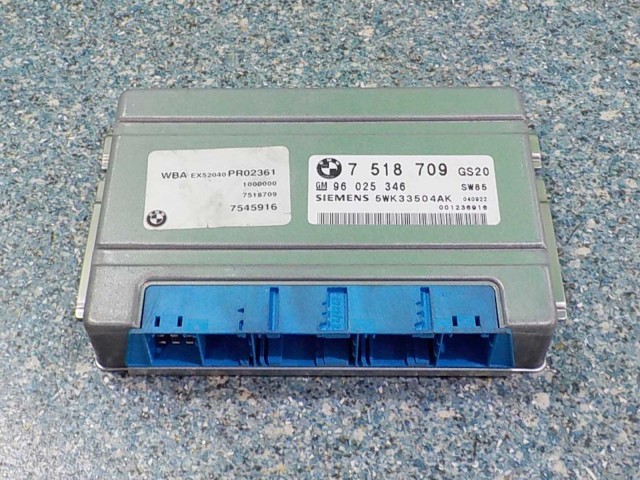 WBA EX52040 PR02361
1000000
7518709
7545916
7 518 709 GS20
GM 96 025 346 SW85
SIEMENS 5WK33504AK 040922
001236916